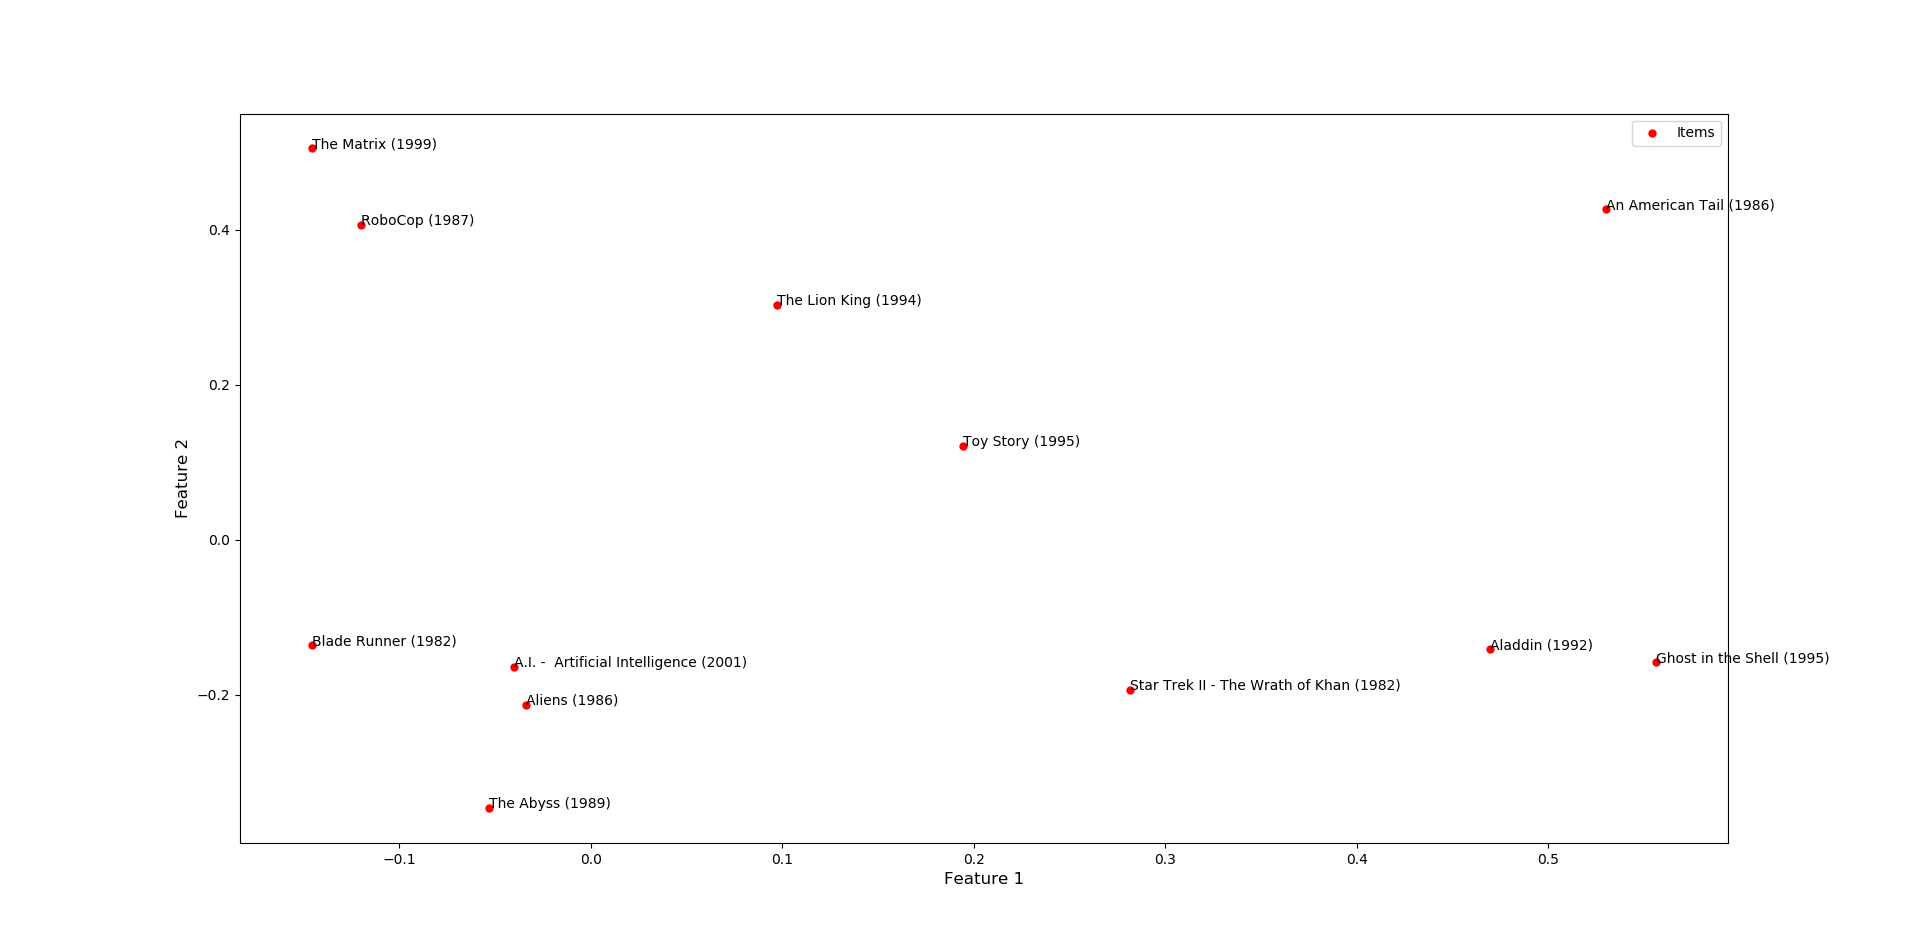 The Matrix (1999)
Items
An American Tail (1986)
RoboCop (1987)
0.4
The Lion King (1994)
0.2
Toy Story (1995)
Feature 2
0.0
Blade Runner (1982)
Aladdin (1992)
Ghost in the Shell (1995)
A.I. -  Artificial Intelligence (2001)
Star Trek II - The Wrath of Khan (1982)
−0.2
Aliens (1986)
The Abyss (1989)
−0.1 0.0 0.1 0.2 0.3 0.4 0.5
Feature 1